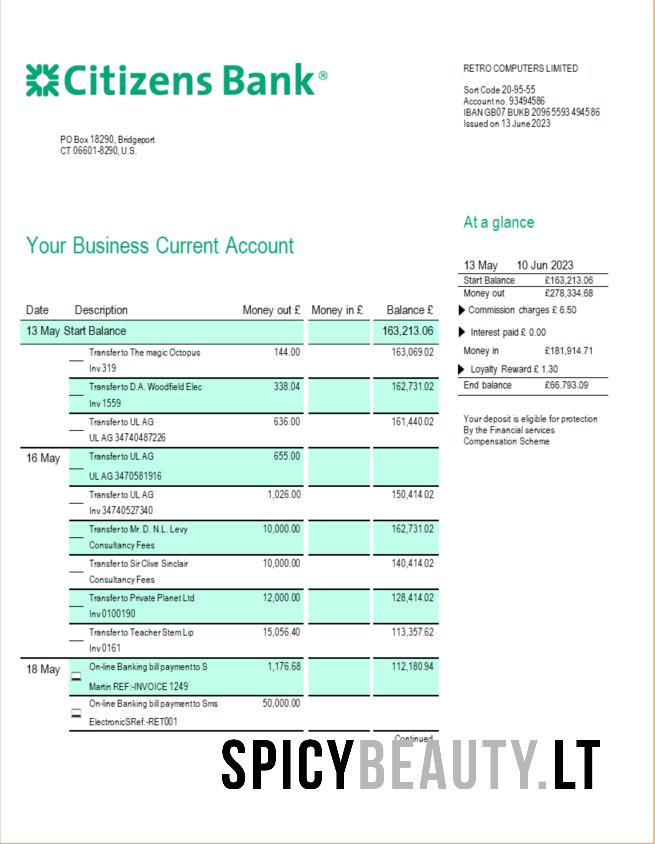 Citizens Bank®
RETRO COMPUTERS LIMITED
Sort Code 20-95-55
Account no. 93494586
IBAN GB07 BUKB 20965593 494586
Issued on 13 June 2023
PO Box 18290, Bridgeport
CT 06601-8290, U.S.
At a glance
13 May 10 Jun 2023
Start Balance £163,213.06
Money out £278,334.68
Commission charges £ 6.50
Interest paid £ 0.00
Money in £181,914.71
Loyalty Reward £ 1.30
End balance £66.793.09
Your deposit is eligible for protection
By the Financial services
Compensation Scheme
Your Business Current Account
Date Description Money out £ Money in £ Balance £
13 May Start Balance 163,213.06
Transfer to The magic Octopus 144.00 163,069.02
Inv 319
Transfer to D.A. Woodfield Elec 338.04 162,731.02
Inv 1559
Transfer to UL AG 636.00 161,440.02
UL AG 34740487226
16 May Transfer to UL AG 655.00
UL AG 3470581916
Transfer to UL AG 1,026.00 150,414.02
Inv 34740527340
Transfer to Mr. D. N.L. Levy 10,000.00 162,731.02
Consultancy Fees
Transfer to Sir Clive Sinclair 10,000.00 140,414.02
Consultancy Fees
Transfer to Private Planet Ltd 12,000.00 128,414.02
Inv 0100190
Transfer to Teacher Stem Lip 15,056.40 113,357.62
Inv 0161
18 May On-line Banking bill payment to S 1,176.68 112,180.94
Martin REF:-INVOICE 1249
On-line Banking bill payment to Sms 50,000.00
ElectronicSRef:-RET001
Continued
SPICYBEAUTY.LT